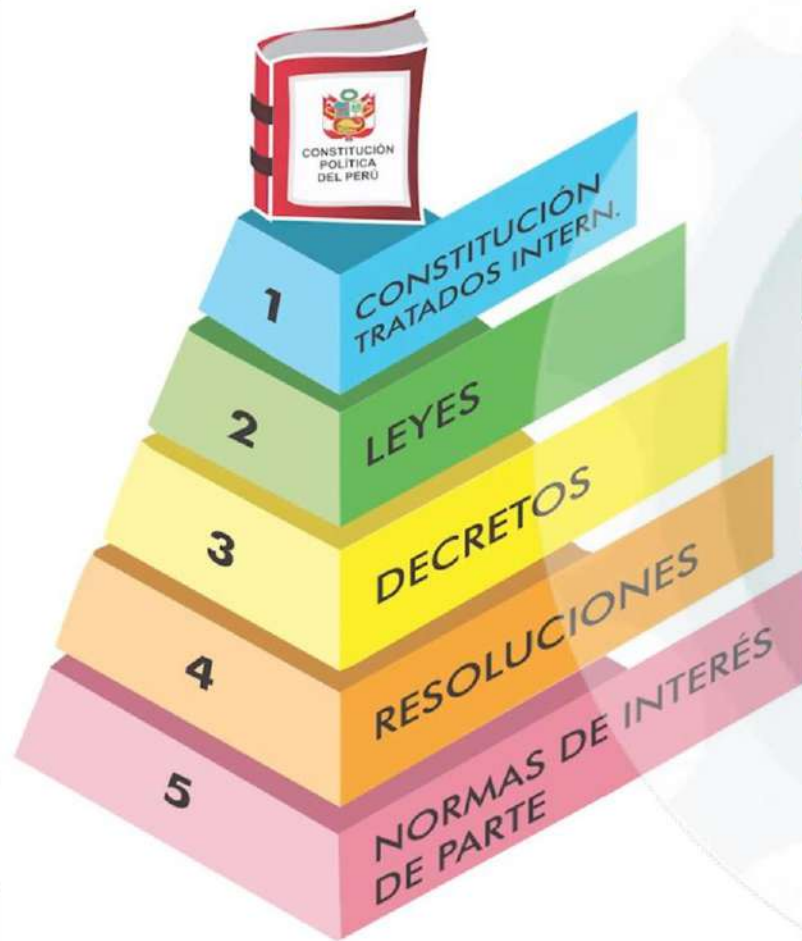 CONSTITUCIÓN
POLÍTICA
DEL PERÚ
1
CONSTITUCIÓN
TRATADOS INTERN.
2
LEYES
3
DECRETOS
4
RESOLUCIONES
5
NORMAS DE INTERÉS
DE PARTE